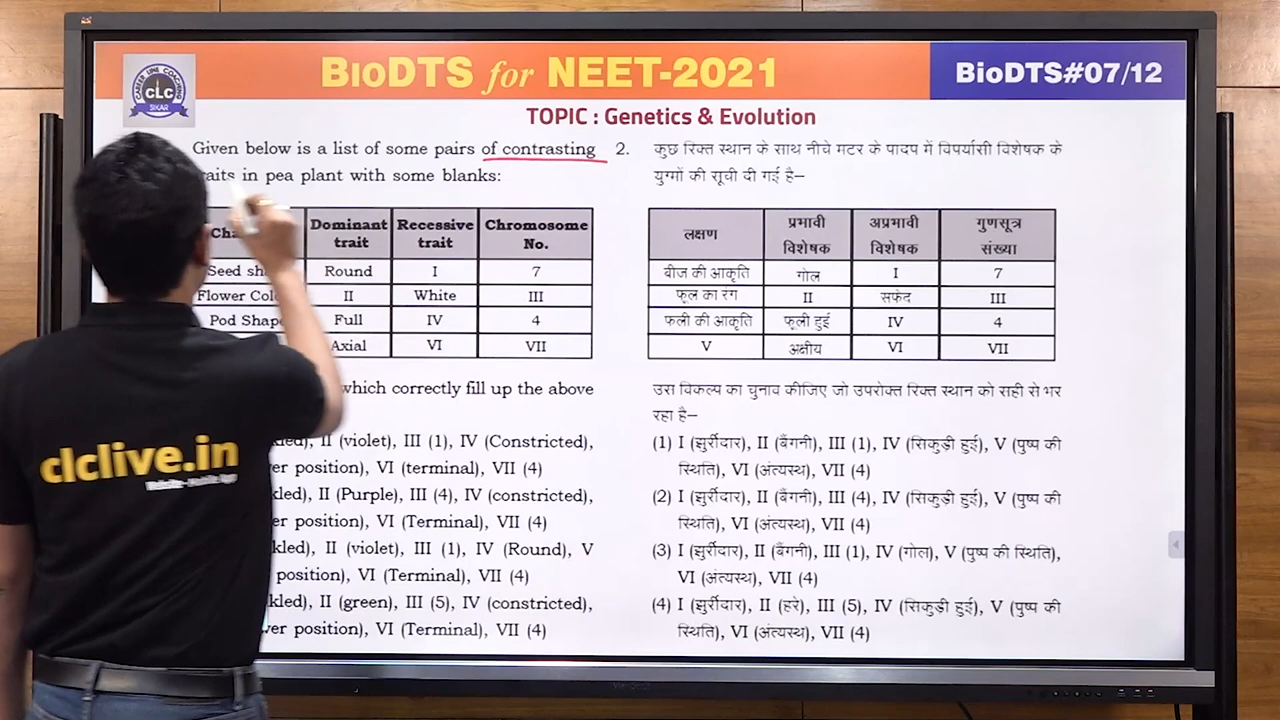 BIODTS for NEET-2021
BioDTS#07/12
CAREER LINE COACHING
CLC
SIKAR
TOPIC : Genetics & Evolution
Given below is a list of some pairs of contrasting
in pea plant with some blanks:
Dominant trait Recessive trait Chromosome No.
Seed Round I 7
Flower II White III
Pod Shape Full IV 4
Axial VI VII
which correctly fill up the above
II (violet), III (1), IV (Constricted),
position), VI (terminal), VII (4)
II (Purple), III (4), IV (constricted),
position), VI (Terminal), VII (4)
II (violet), III (1), IV (Round), V
position), VI (Terminal), VII (4)
II (green), III (5), IV (constricted),
position), VI (Terminal), VII (4)
2. कुछ रिक्त स्थान के साथ नीचे मटर के पादप में विपर्यासी विशेषक के
युग्मों की सूची दी गई है–
लक्षण प्रभावी विशेषक अप्रभावी विशेषक गुणसूत्र संख्या
बीज की आकृति गोल I 7
फूल का रंग II सफेद III
फली की आकृति फूली हुई IV 4
V अक्षीय VI VII
उस विकल्प का चुनाव कीजिए जो उपरोक्त रिक्त स्थान को सही से भर
रहा है–
(1) I (झुर्रीदार), II (बैंगनी), III (1), IV (सिकुड़ी हुई), V (पुष्प की
स्थिति), VI (अंत्यस्थ), VII (4)
(2) I (झुर्रीदार), II (बैंगनी), III (4), IV (सिकुड़ी हुई), V (पुष्प की
स्थिति), VI (अंत्यस्थ), VII (4)
(3) I (झुर्रीदार), II (बैंगनी), III (1), IV (गोल), V (पुष्प की स्थिति),
VI (अंत्यस्थ), VII (4)
(4) I (झुर्रीदार), II (हरे), III (5), IV (सिकुड़ी हुई), V (पुष्प की
स्थिति), VI (अंत्यस्थ), VII (4)
clclive.in